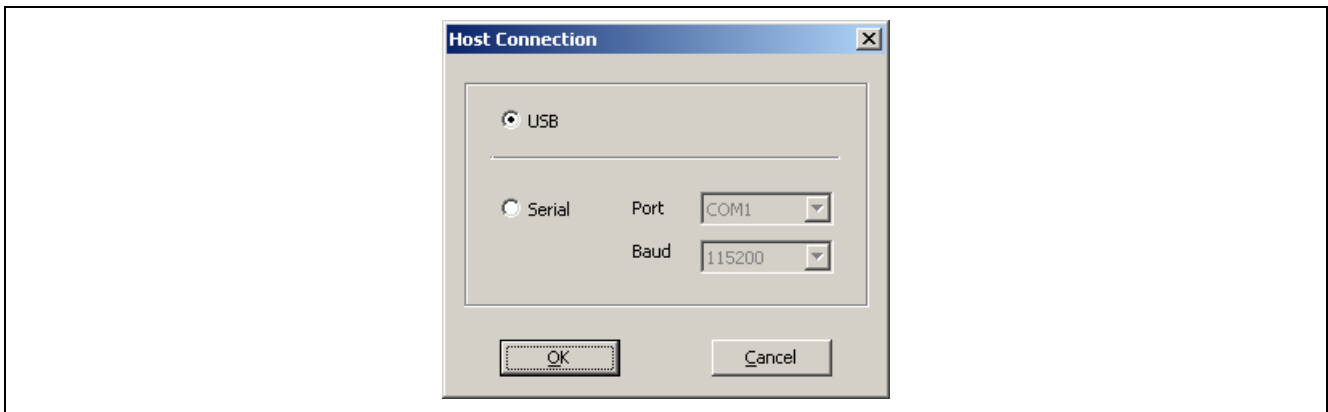 Host Connection
USB
Serial Port COM1
Baud 115200
OK Cancel